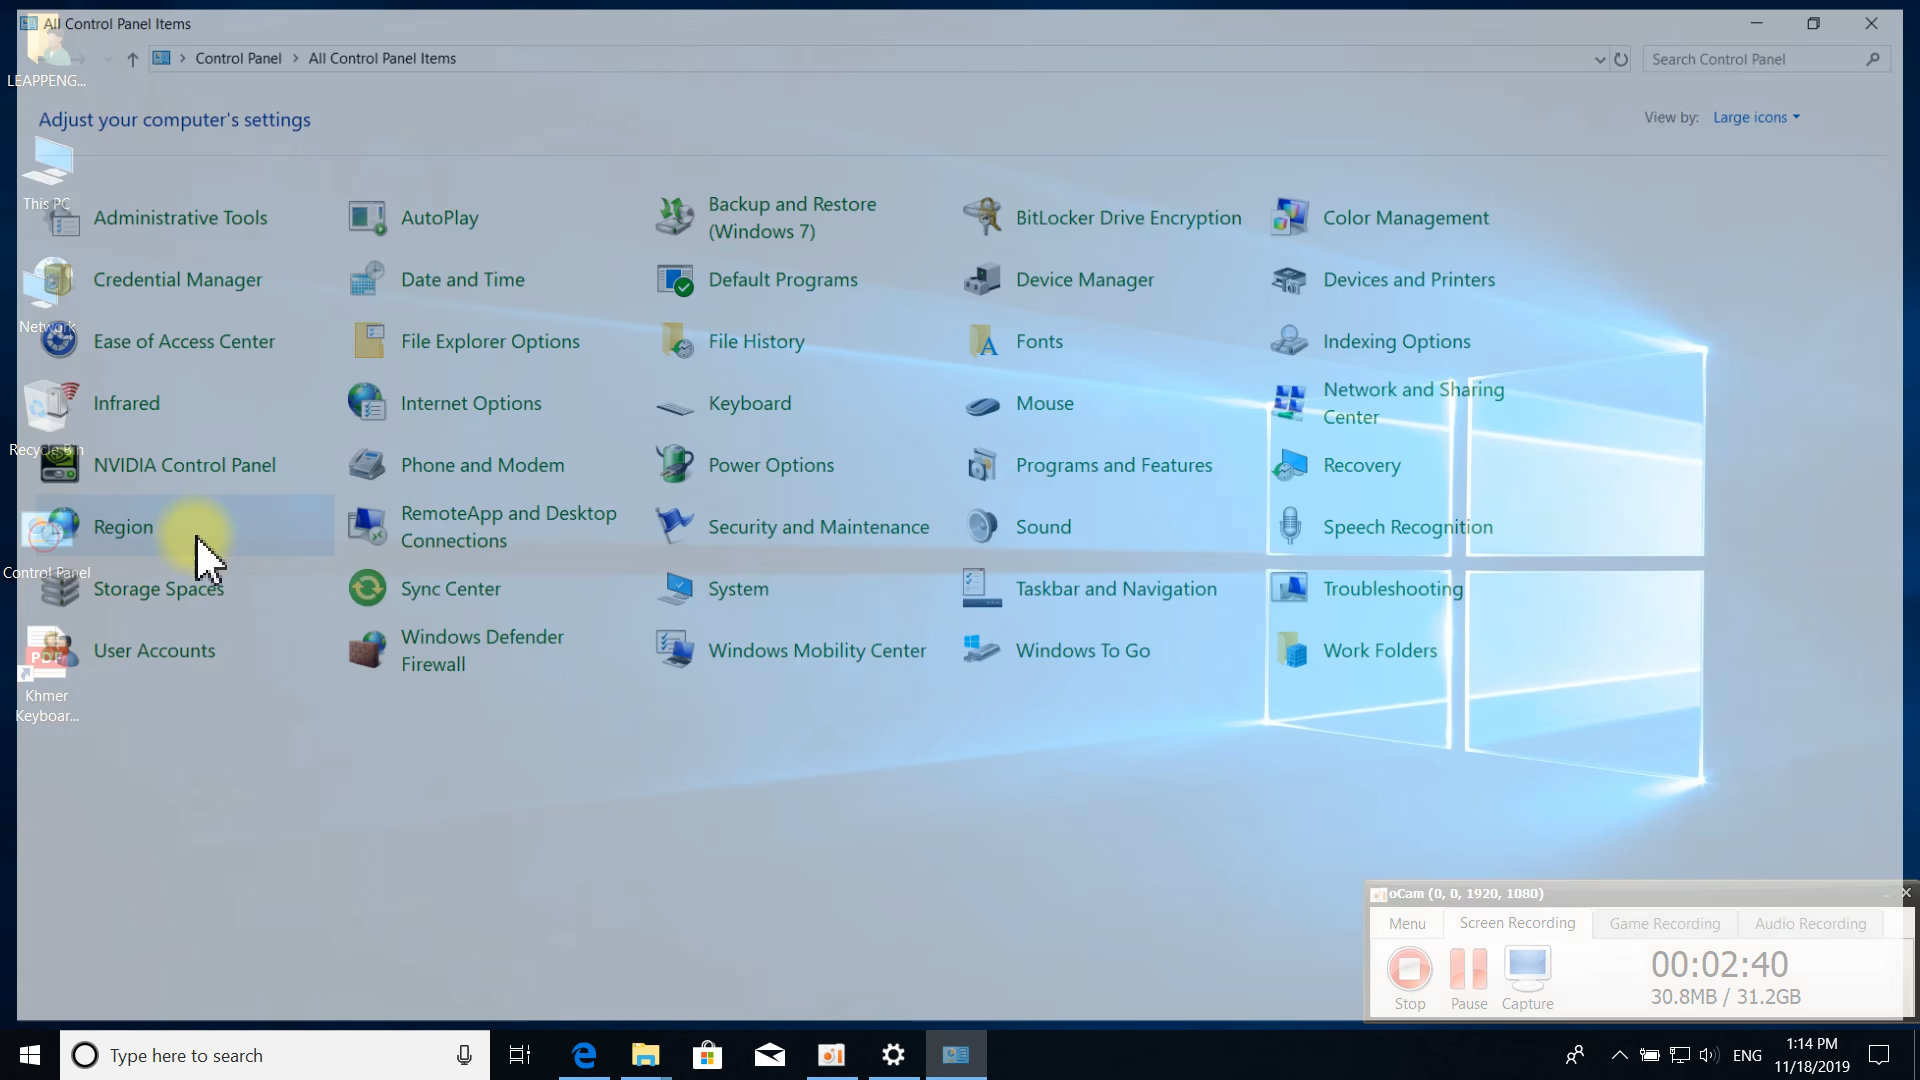 All Control Panel Items
Control Panel > All Control Panel Items
Search Control Panel
LEAPPENG...
Adjust your computer's settings
View by: Large icons
This PC
Administrative Tools
AutoPlay
Backup and Restore
(Windows 7)
BitLocker Drive Encryption
Color Management
Credential Manager
Date and Time
Default Programs
Device Manager
Devices and Printers
Network
Ease of Access Center
File Explorer Options
File History
Fonts
Indexing Options
Infrared
Internet Options
Keyboard
Mouse
Network and Sharing
Center
Recycle Bin
NVIDIA Control Panel
Phone and Modem
Power Options
Programs and Features
Recovery
Region
RemoteApp and Desktop
Connections
Security and Maintenance
Sound
Speech Recognition
Control Panel
Storage Spaces
Sync Center
System
Taskbar and Navigation
Troubleshooting
PDF
User Accounts
Windows Defender
Firewall
Windows Mobility Center
Windows To Go
Work Folders
Khmer
Keyboar...
oCam (0, 0, 1920, 1080)
Menu
Screen Recording
Game Recording
Audio Recording
00:02:40
30.8MB / 31.2GB
Stop
Pause
Capture
Type here to search
ENG
1:14 PM
11/18/2019